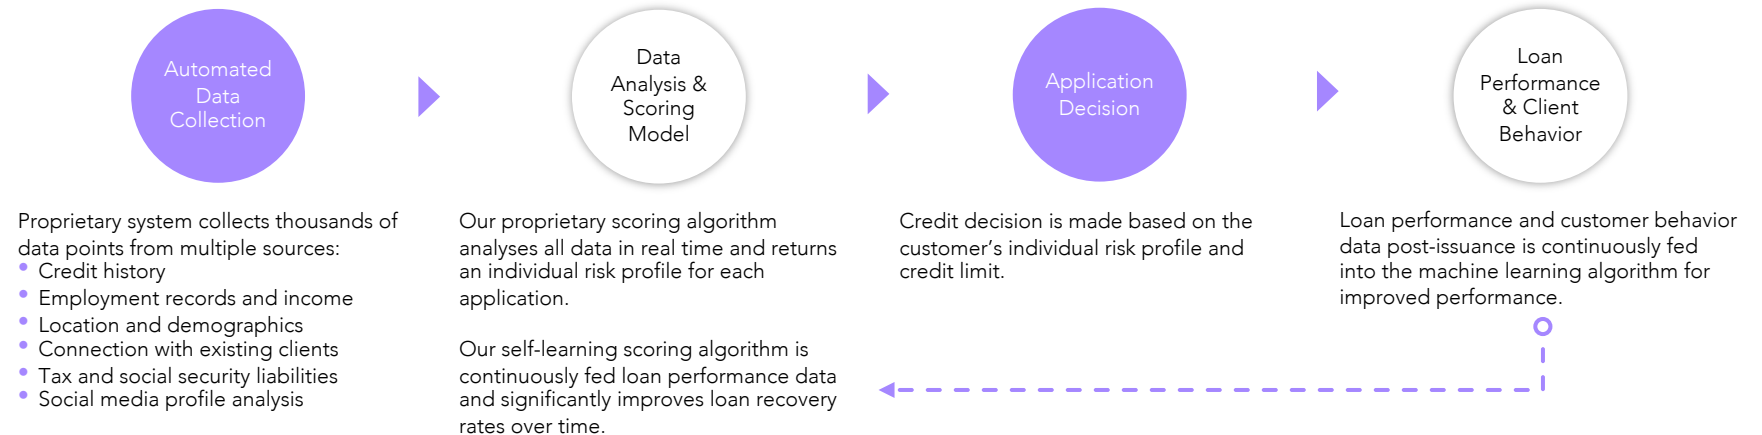 Automated
Data
Collection
Data
Analysis &
Scoring
Model
Application
Decision
Loan
Performance
& Client
Behavior
Proprietary system collects thousands of
data points from multiple sources:
• Credit history
• Employment records and income
• Location and demographics
• Connection with existing clients
• Tax and social security liabilities
• Social media profile analysis
Our proprietary scoring algorithm
analyses all data in real time and returns
an individual risk profile for each
application.
Our self-learning scoring algorithm is
continuously fed loan performance data
and significantly improves loan recovery
rates over time.
Credit decision is made based on the
customer’s individual risk profile and
credit limit.
Loan performance and customer behavior
data post-issuance is continuously fed
into the machine learning algorithm for
improved performance.